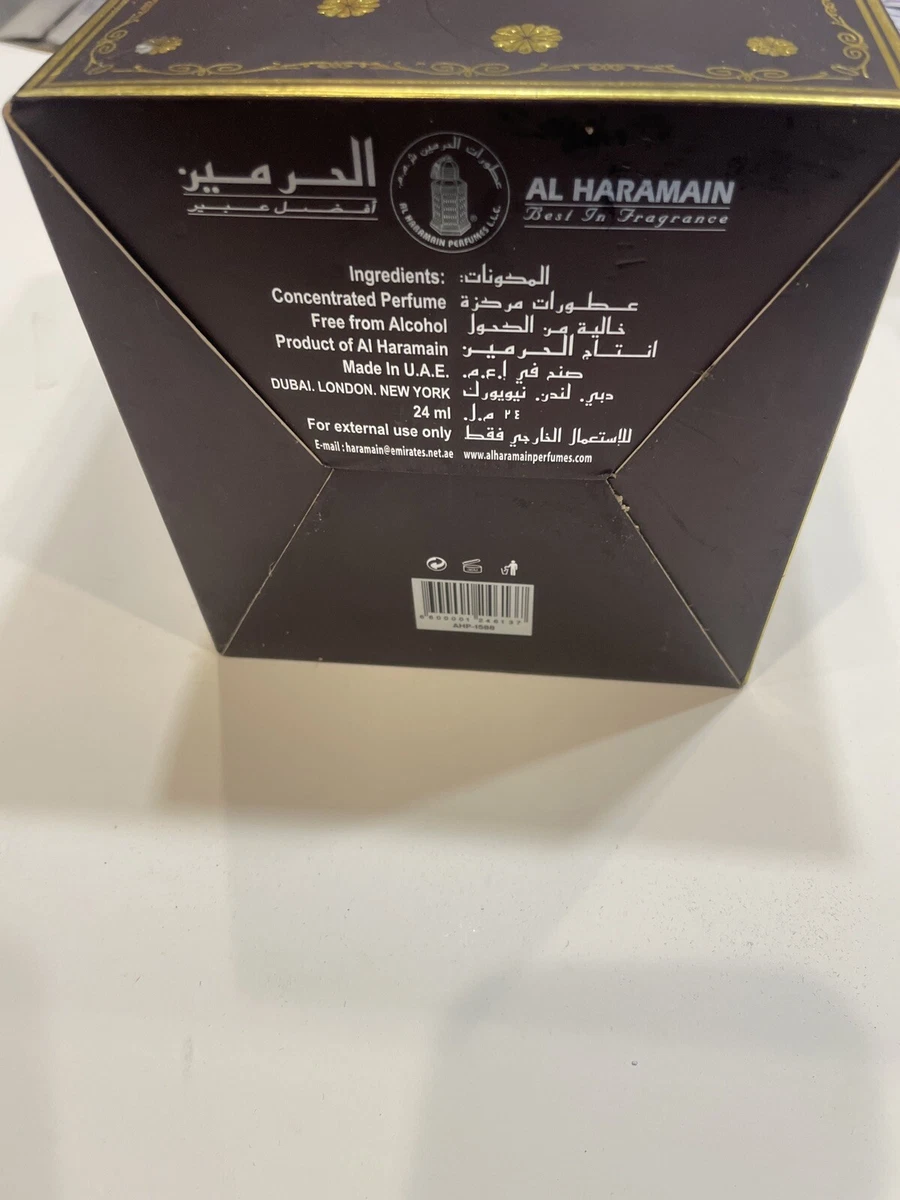 الحرمين
أفضل عبير
عطورات الحرمين ش.م.م.
AL HARAMAIN PERFUMES L.L.C.
AL HARAMAIN
Best In Fragrance
Ingredients: المكونات:
Concentrated Perfume عطورات مركزة
Free from Alcohol خالية من الكحول
Product of Al Haramain انتاج الحرمين
Made In U.A.E. صنع في ا.ع.م.
DUBAI. LONDON. NEW YORK دبي. لندن. نيويورك
24 ml ٢٤ م.ل.
For external use only للإستعمال الخارجي فقط
E-mail : haramain@emirates.net.ae www.alharamainperfumes.com
AHP-1598